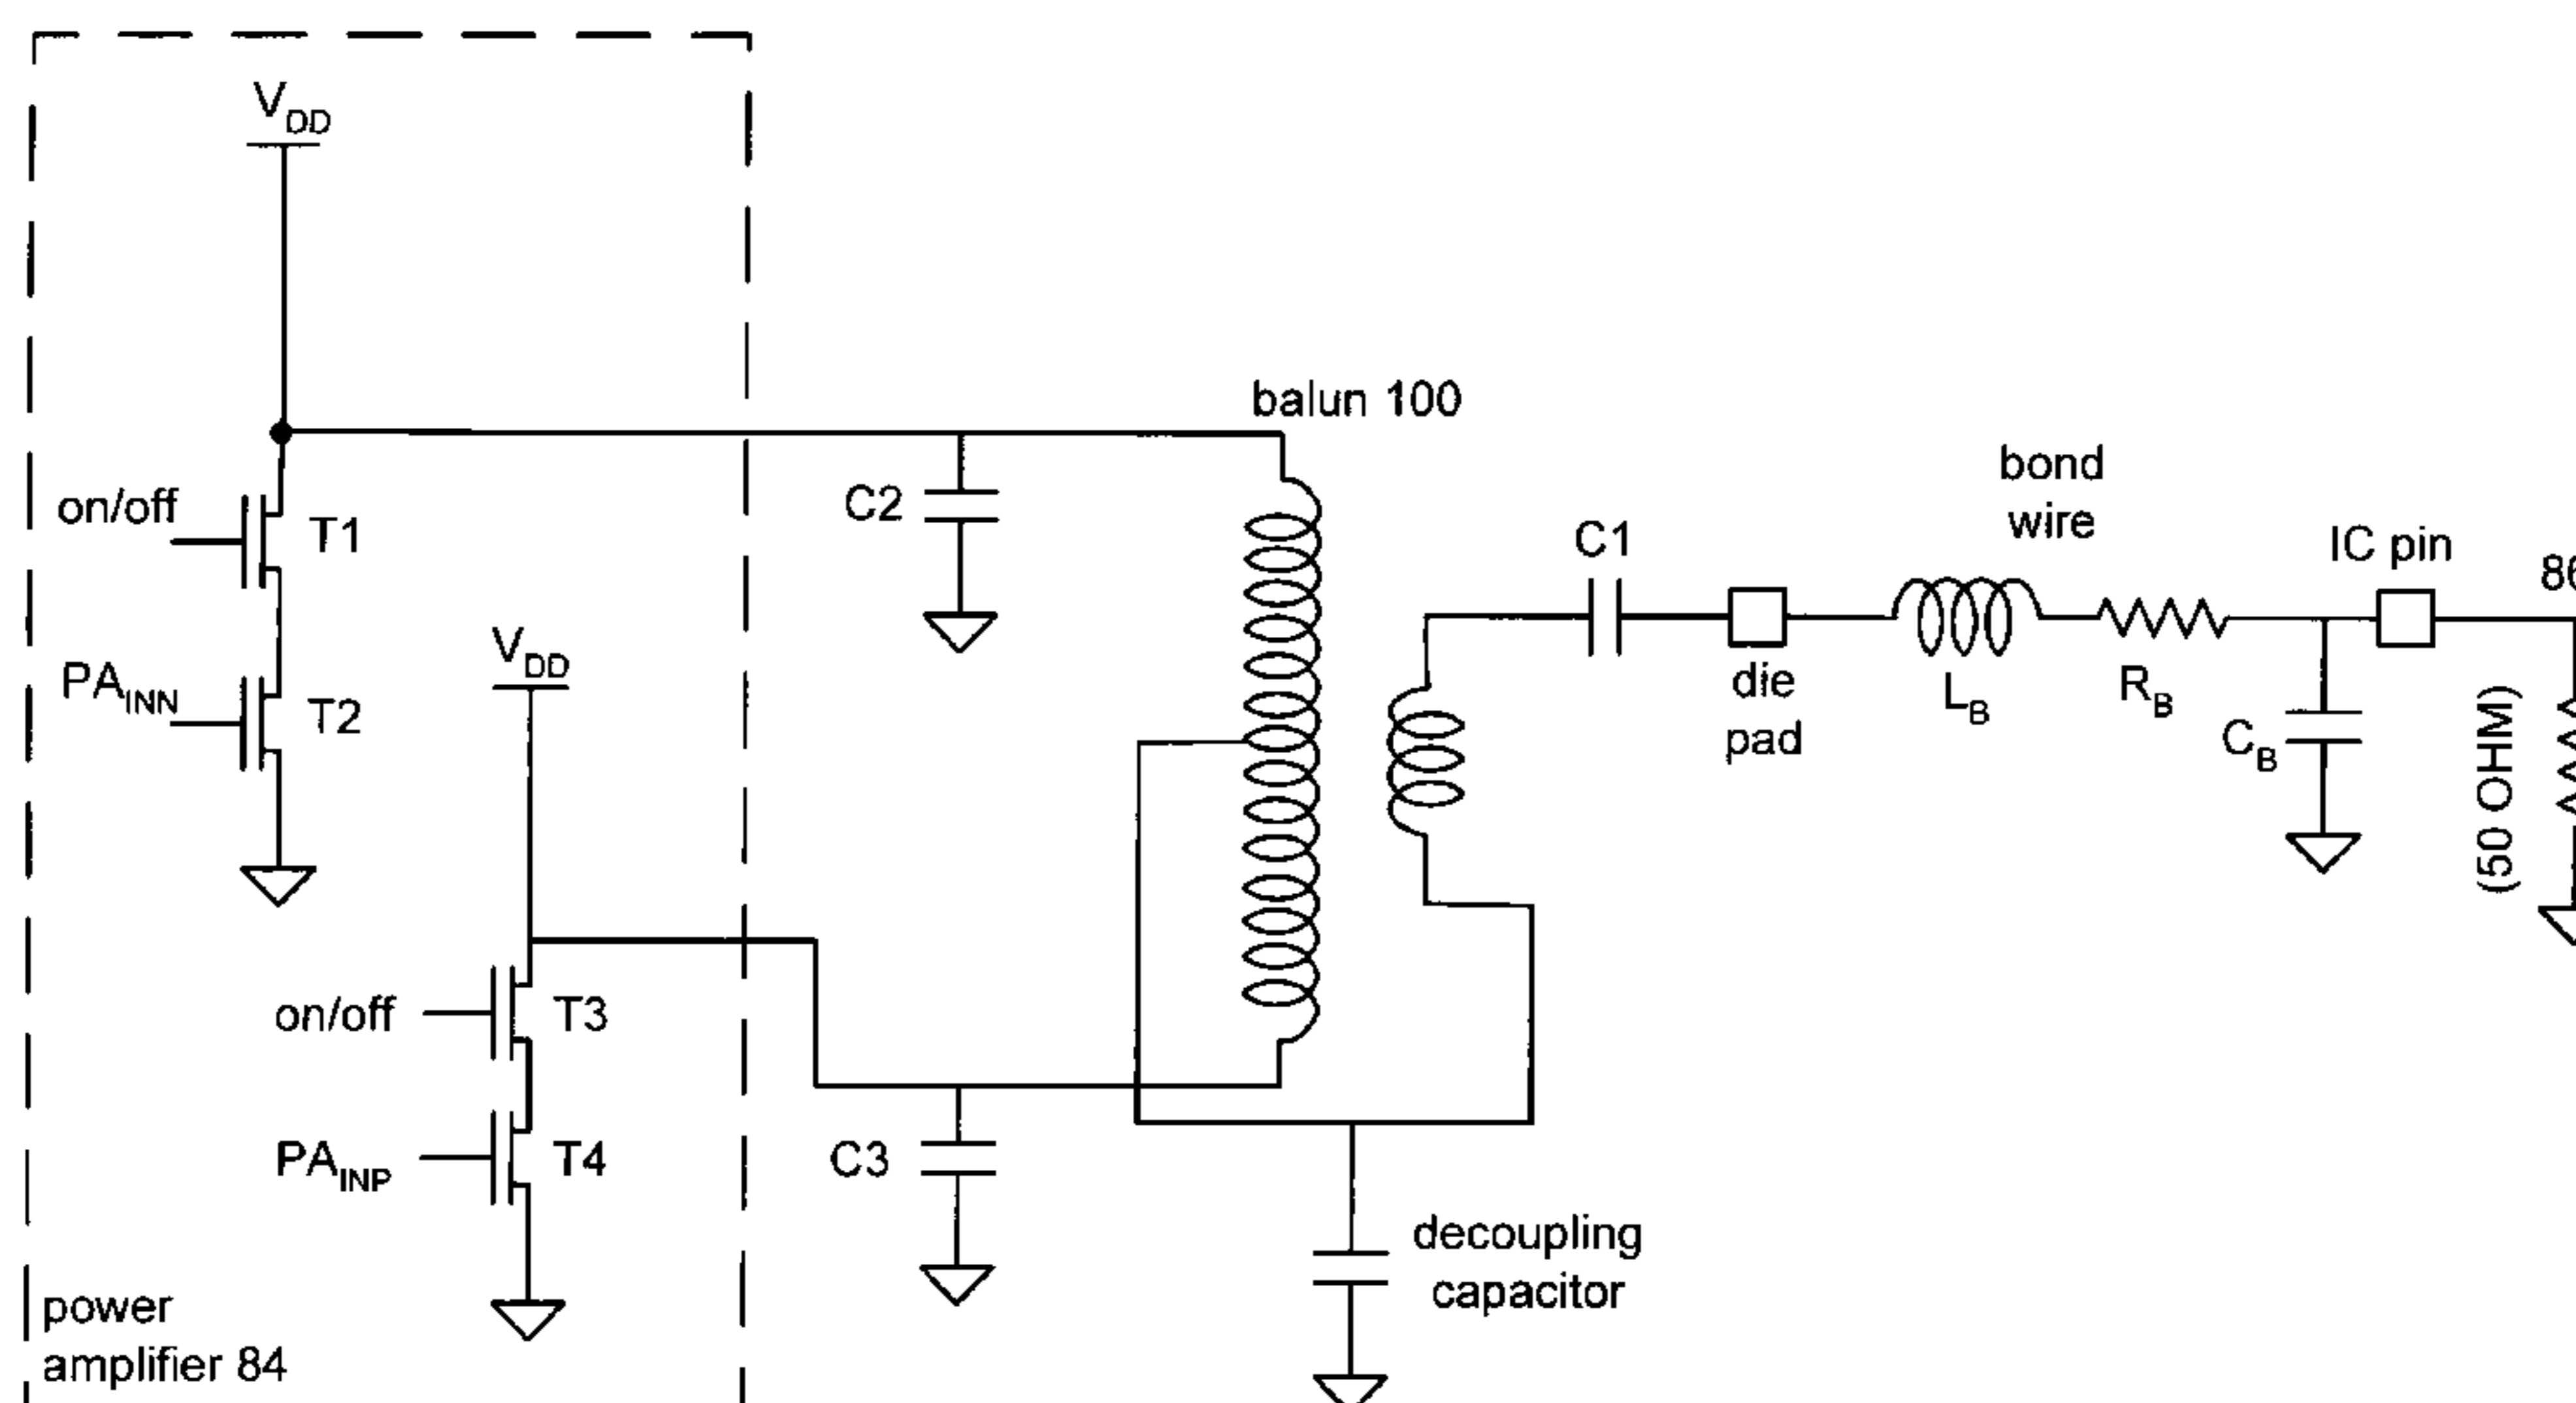 V_DD
balun 100
on/off
T1
C2
bond
wire
C1
IC pin
86
PA_INN
T2
V_DD
die
pad
L_B
R_B
C_B
(50 OHM)
on/off
T3
PA_INP
T4
C3
decoupling
capacitor
power
amplifier 84